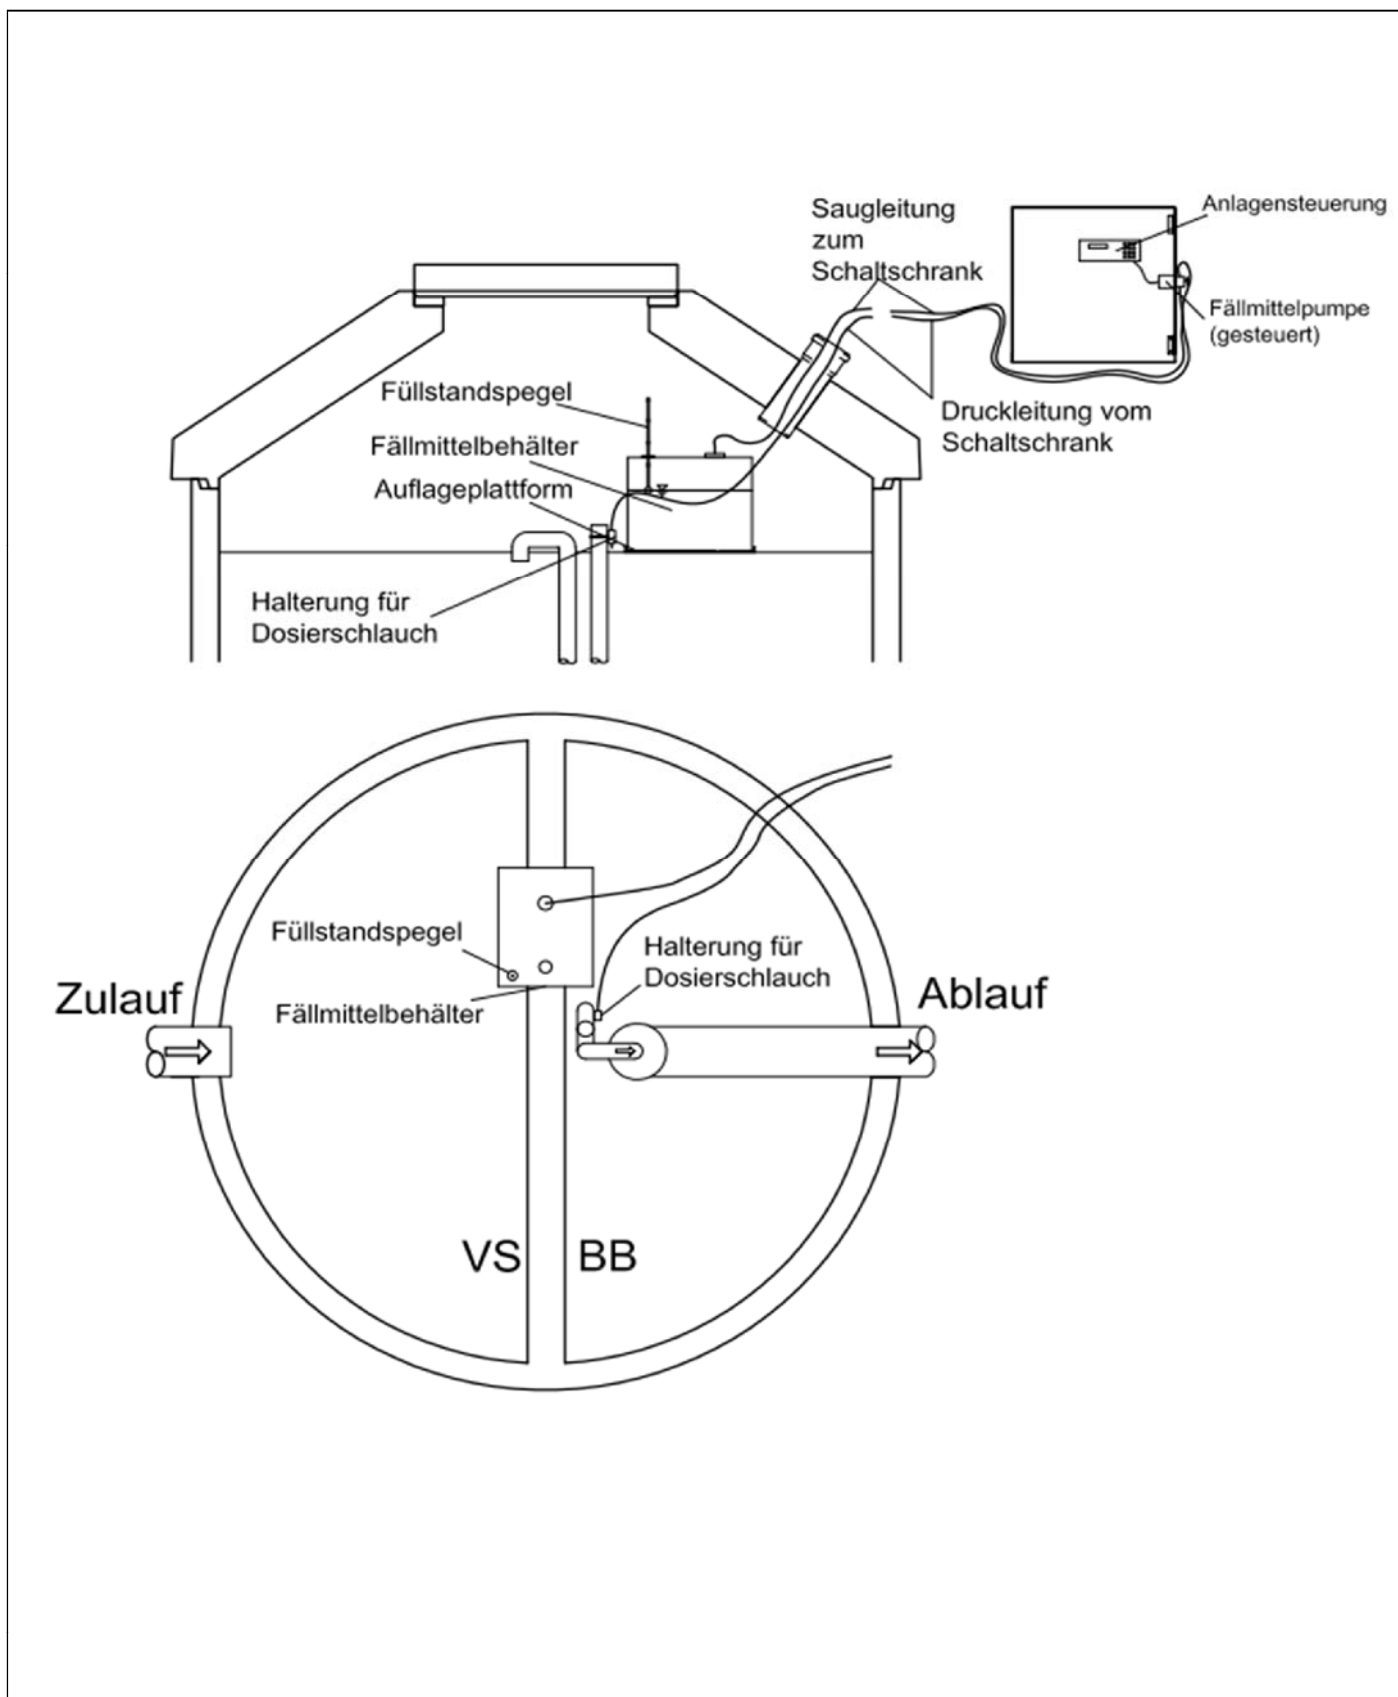 Saugleitung
zum
Schaltschrank
Anlagensteuerung
Fällmittelpumpe
(gesteuert)
Füllstandspegel
Druckleitung vom
Schaltschrank
Fällmittelbehälter
Auflageplattform
Halterung für
Dosierschlauch
Füllstandspegel
Halterung für
Dosierschlauch
Zulauf
Fällmittelbehälter
Ablauf
VS
BB